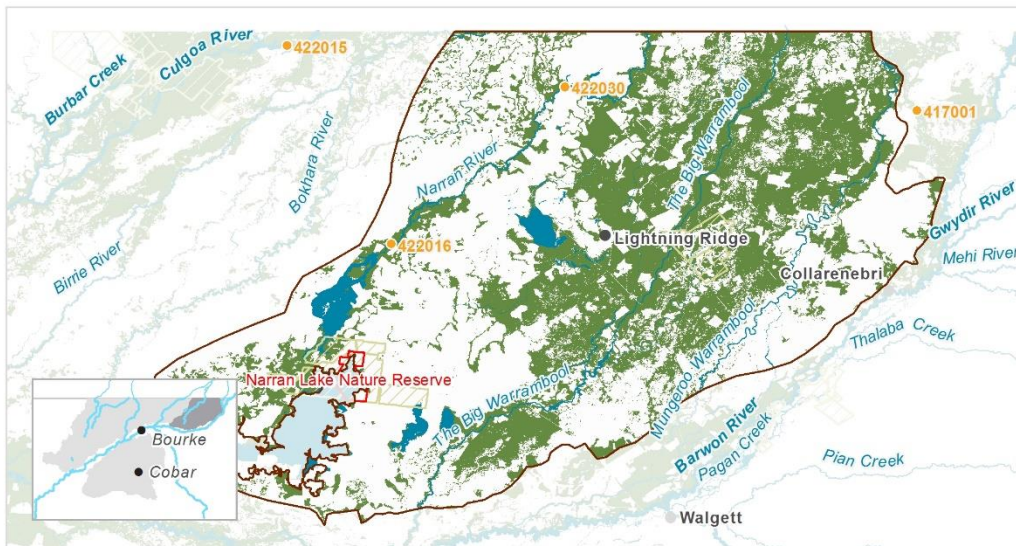 Culgoa River
422015
Burbar Creek
422030
417001
The Big Warrambool
Bokhara River
Narran River
Gwydir River
Lightning Ridge
422016
Mehi River
Birrie River
Collarenebri
Thalaba Creek
Mungeroo Warrambool
Narran Lake Nature Reserve
The Big Warrambool
Barwon River
Pagan Creek
Bourke
Pian Creek
Cobar
Walgett